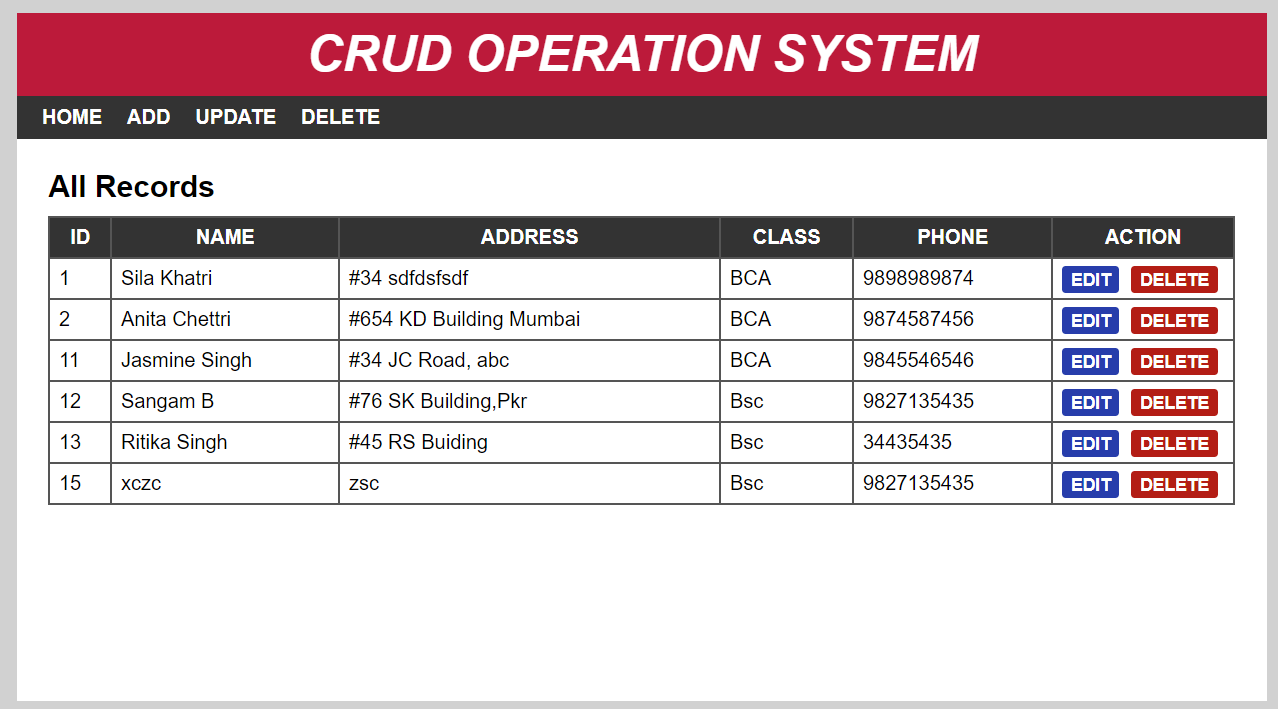 CRUD OPERATION SYSTEM
HOME ADD UPDATE DELETE
All Records
ID NAME ADDRESS CLASS PHONE ACTION
1 Sila Khatri #34 sdfdsfsdf BCA 9898989874 EDIT DELETE
2 Anita Chettri #654 KD Building Mumbai BCA 9874587456 EDIT DELETE
11 Jasmine Singh #34 JC Road, abc BCA 9845546546 EDIT DELETE
12 Sangam B #76 SK Building,Pkr Bsc 9827135435 EDIT DELETE
13 Ritika Singh #45 RS Buiding Bsc 34435435 EDIT DELETE
15 xczc zsc Bsc 9827135435 EDIT DELETE